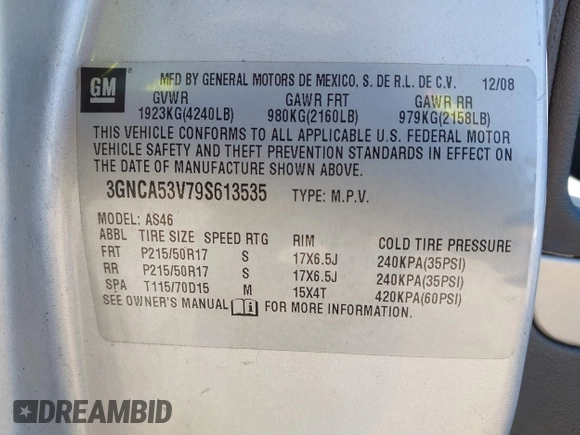 GM ® MFD BY GENERAL MOTORS DE MEXICO, S. DE R.L. DE C.V. 12/08
GVWR GAWR FRT GAWR RR
1923KG(4240LB) 980KG(2160LB) 979KG(2158LB)
THIS VEHICLE CONFORMS TO ALL APPLICABLE U.S. FEDERAL MOTOR
VEHICLE SAFETY AND THEFT PREVENTION STANDARDS IN EFFECT ON
THE DATE OF MANUFACTURE SHOWN ABOVE.
3GNCA53V79S613535 TYPE: M.P.V.
MODEL: AS46
ABBL TIRE SIZE SPEED RTG RIM COLD TIRE PRESSURE
FRT P215/50R17 S 17X6.5J 240KPA(35PSI)
RR P215/50R17 S 17X6.5J 240KPA(35PSI)
SPA T115/70D15 M 15X4T 420KPA(60PSI)
SEE OWNER'S MANUAL i FOR MORE INFORMATION.
DREAMBID